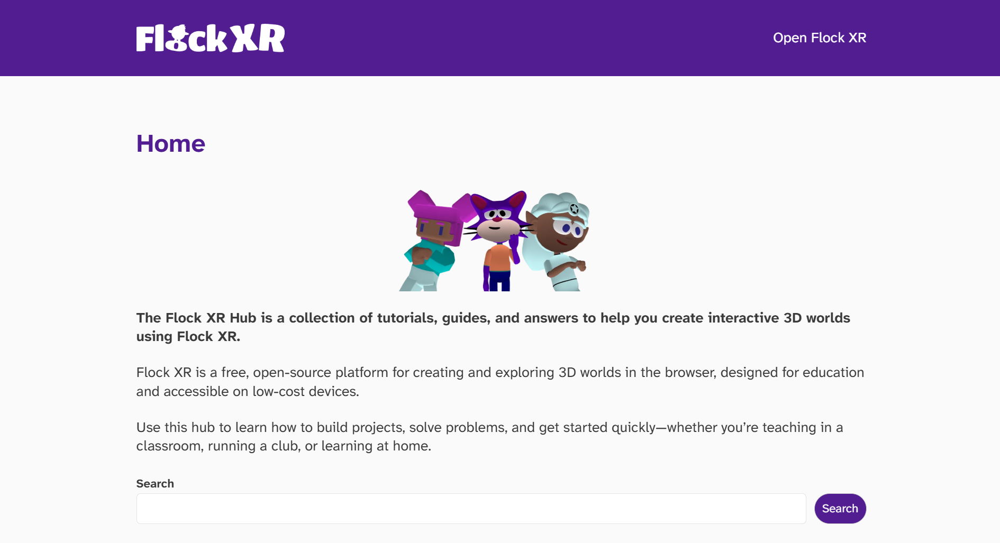 Flock XR
Open Flock XR
Home
The Flock XR Hub is a collection of tutorials, guides, and answers to help you create interactive 3D worlds
using Flock XR.
Flock XR is a free, open-source platform for creating and exploring 3D worlds in the browser, designed for education
and accessible on low-cost devices.
Use this hub to learn how to build projects, solve problems, and get started quickly—whether you’re teaching in a
classroom, running a club, or learning at home.
Search
Search